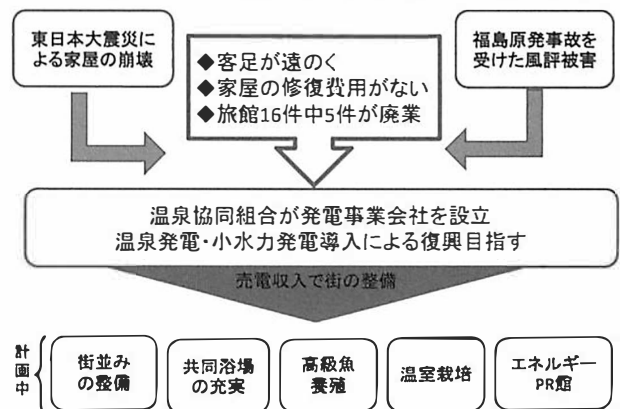 東日本大震災に
よる家屋の崩壊
◆客足が遠のく
◆家屋の修復費用がない
◆旅館16件中5件が廃業
福島原発事故を
受けた風評被害
温泉協同組合が発電事業会社を設立
温泉発電・小水力発電導入による復興目指す
売電収入で街の整備
計画中
街並み
の整備
共同浴場
の充実
高級魚
養殖
温室栽培
エネルギー
PR館